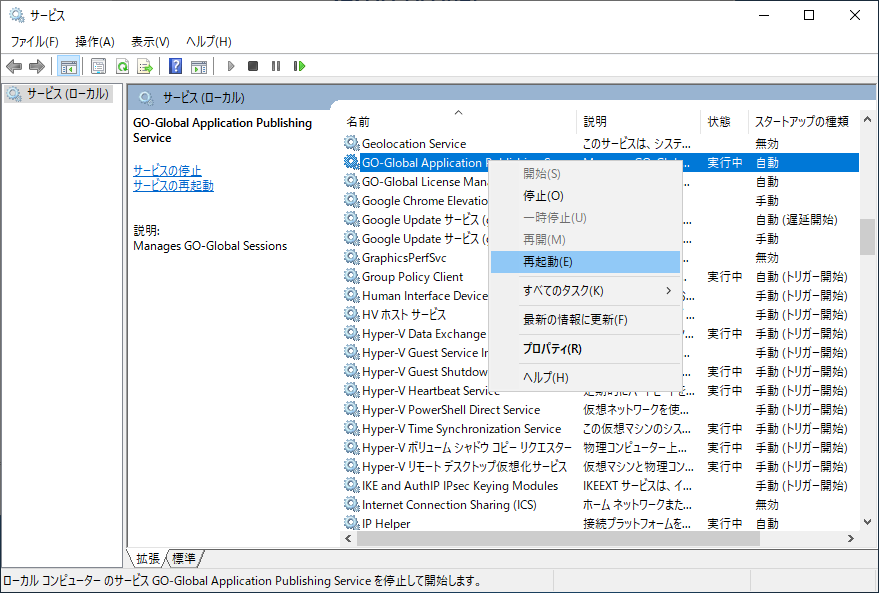 サービス
ファイル(F) 操作(A) 表示(V) ヘルプ(H)
サービス (ローカル)
サービス (ローカル)
GO-Global Application Publishing
Service
サービスの停止
サービスの再起動
説明:
Manages GO-Global Sessions
名前 説明 状態 スタートアップの種類
Geolocation Service このサービスは、システ... 無効
GO-Global Application 実行中 自動
GO-Global License 自動
Google Chrome 手動
Google Update サービス 自動 (遅延開始)
Google Update サービス 手動
GraphicsPerfSvc 無効
Group Policy Client 実行中 自動 (トリガー開始)
Human Interface Device 手動 (トリガー開始)
HV ホスト サービス 手動 (トリガー開始)
Hyper-V Data Exchange 実行中 手動 (トリガー開始)
Hyper-V Guest Service 手動 (トリガー開始)
Hyper-V Guest 実行中 手動 (トリガー開始)
Hyper-V Heartbeat 実行中 手動 (トリガー開始)
Hyper-V PowerShell Direct Service 仮想ネットワークを使... 手動 (トリガー開始)
Hyper-V Time Synchronization Service この仮想マシンのシス... 実行中 手動 (トリガー開始)
Hyper-V ボリューム シャドウ コピー リクエスター 物理コンピューター上... 実行中 手動 (トリガー開始)
Hyper-V リモート デスクトップ仮想化サービス 仮想マシンと物理コン... 実行中 手動 (トリガー開始)
IKE and AuthIP IPsec Keying Modules IKEEXT サービスは、イ... 手動 (トリガー開始)
Internet Connection Sharing (ICS) ホーム ネットワークまた... 無効
IP Helper 接続プラットフォームを... 実行中 自動
開始(S)
停止(O)
一時停止(U)
再開(M)
再起動(E)
すべてのタスク(K)
最新の情報に更新(F)
プロパティ(R)
ヘルプ(H)
拡張 標準
ローカル コンピューター のサービス GO-Global Application Publishing Service を停止して開始します。